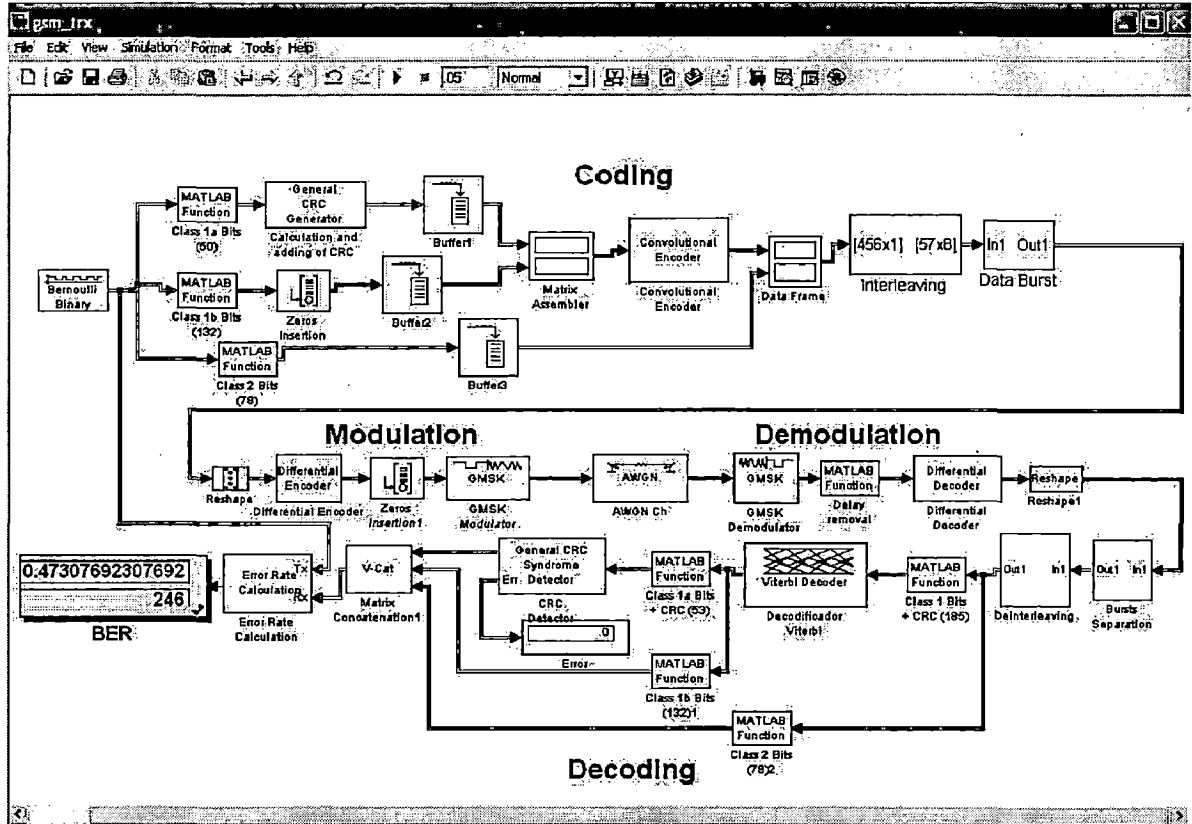 gsm_trx
File Edit View Simulation Format Tools Help
.05 Normal
Coding
MATLAB
Function
Class 1a Bits
(50)
General
CRC
Generator
Calculation and
adding of CRC
Buffer1
Bernoulli
Binary
MATLAB
Function
Class 1b Bits
(132)
Zeros
Insertion
Buffer2
MATLAB
Function
Class 2 Bits
(78)
Buffer3
Matrix
Assembler
Convolutional
Encoder
Convolutional
Encoder
Data Frame
[456x1] [57x8]
Interleaving
In1 Out1
Data Burst
Modulation
Demodulation
Reshape
Differential
Encoder
Differential Encoder
Zeros
Insertion1
GMSK
GMSK
Modulator
AWGN
AWGN Ch
GMSK
GMSK
Demodulator
MATLAB
Function
Delay
removal
Differential
Decoder
Differential
Decoder
Reshape
Reshape1
0.47307692307692
246
BER
Error Rate
Calculation
Tx
Rx
Error Rate
Calculation
V-Cat
Matrix
Concatenation1
General CRC
Syndrome
Detector
Err
CRC
Detector
0
Error
MATLAB
Function
Class 1a Bits
+ CRC (53)
MATLAB
Function
Class 1b Bits
(132)1
Viterbi Decoder
Decodificador
Viterbi
MATLAB
Function
Class 1 Bits
+ CRC (185)
Out1 In1
Deinterleaving
Out1 In1
Bursts
Separation
MATLAB
Function
Class 2 Bits
(78)2
Decoding